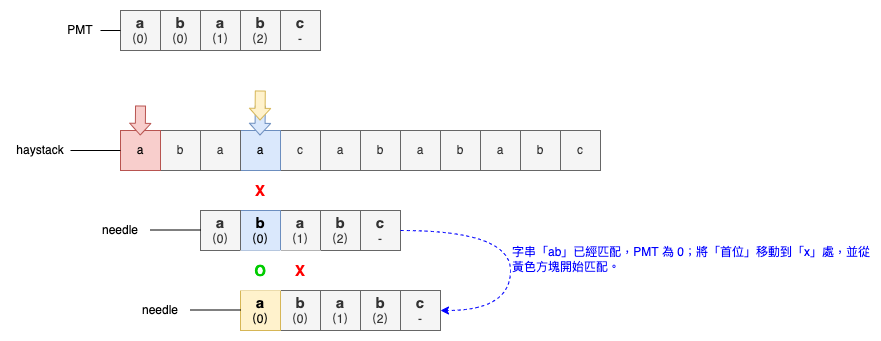 PMT
a b a b c
(0) (0) (1) (2) -
haystack
a b a a c a b a b a b c
X
needle
a b a b c
(0) (0) (1) (2) -
字串「ab」已經匹配，PMT 為 0；將「首位」移動到「x」處，並從
黃色方塊開始匹配。
O X
needle
a b a b c
(0) (0) (1) (2) -